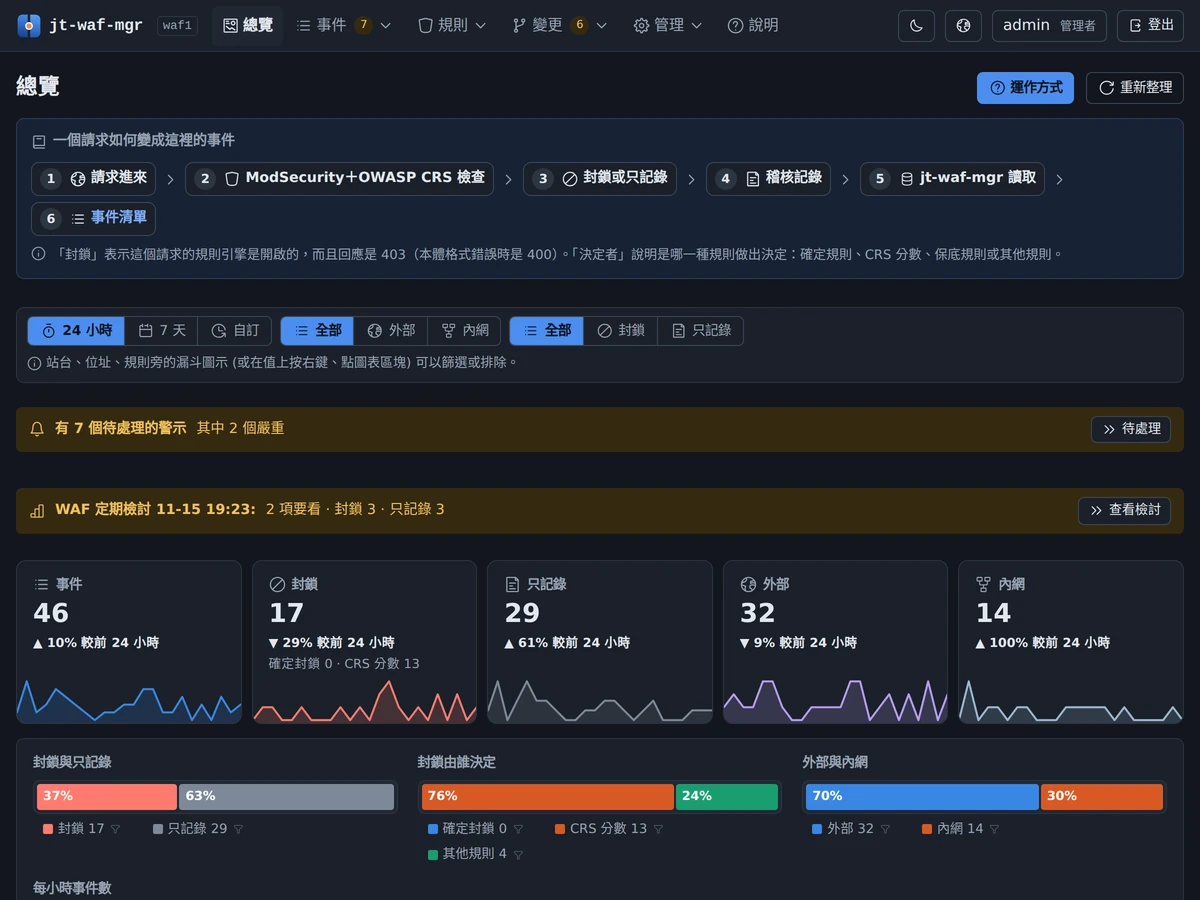 jt-waf-mgr waf1 總覽 事件 7 規則 變更 6 管理 說明 admin 管理者 登出
總覽 運作方式 重新整理
一個請求如何變成這裡的事件
1 請求進來 2 ModSecurity＋OWASP CRS 檢查 3 封鎖或只記錄 4 稽核記錄 5 jt-waf-mgr 讀取
6 事件清單
「封鎖」表示這個請求的規則引擎是開啟的，而且回應是 403（本體格式錯誤時是 400）。「決定者」說明是哪一種規則做出決定：確定規則、CRS 分數、保底規則或其他規則。
24 小時 7 天 自訂 全部 外部 內網 全部 封鎖 只記錄
站台、位址、規則旁的漏斗圖示 (或在值上按右鍵、點圖表區塊) 可以篩選或排除。
有 7 個待處理的警示 其中 2 個嚴重 待處理
WAF 定期檢討 11-15 19:23: 2 項要看 · 封鎖 3 · 只記錄 3 查看檢討
事件 封鎖 只記錄 外部 內網
46 17 29 32 14
▲ 10% 較前 24 小時 ▼ 29% 較前 24 小時 ▲ 61% 較前 24 小時 ▼ 9% 較前 24 小時 ▲ 100% 較前 24 小時
確定封鎖 0 · CRS 分數 13
封鎖與只記錄 封鎖由誰決定 外部與內網
37% 63% 76% 24% 70% 30%
封鎖 17 只記錄 29 確定封鎖 0 CRS 分數 13 外部 32 內網 14
其他規則 4
每小時事件數